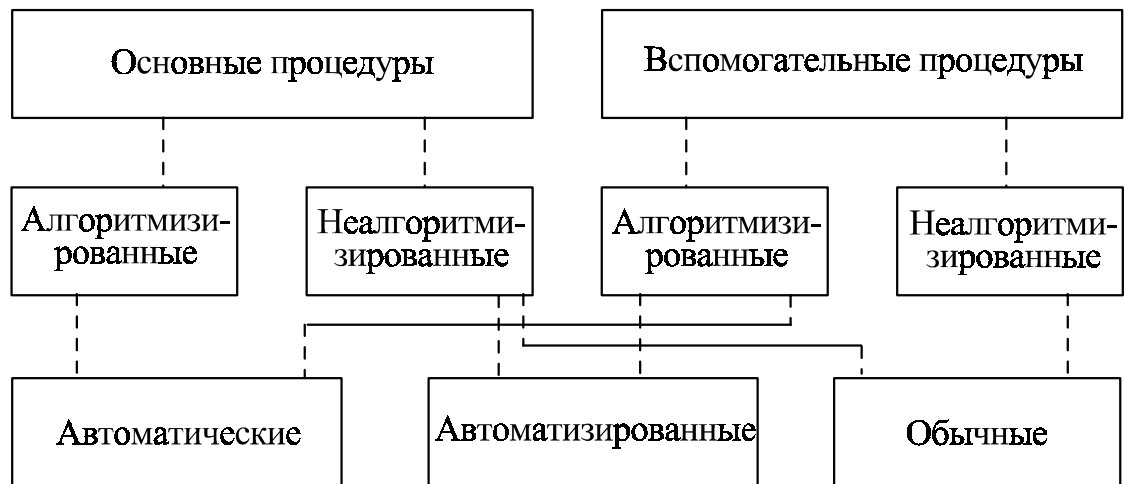 Основные процедуры
Вспомогательные процедуры
Алгоритмизи-
рованные
Неалгоритми-
зированные
Алгоритмизи-
рованные
Неалгоритми-
зированные
Автоматические
Автоматизированные
Обычные